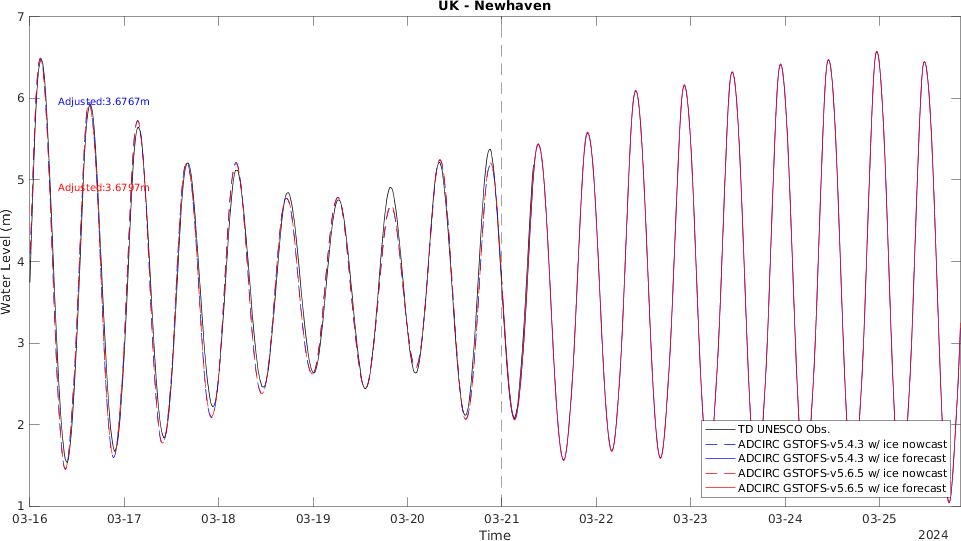 UK - Newhaven
7
6
5
4
3
2
1
Water Level (m)
Adjusted:3.6767m
Adjusted:3.6797m
TD UNESCO Obs.
ADCIRC GSTOFS-v5.4.3 w/ ice nowcast
ADCIRC GSTOFS-v5.4.3 w/ ice forecast
ADCIRC GSTOFS-v5.6.5 w/ ice nowcast
ADCIRC GSTOFS-v5.6.5 w/ ice forecast
03-16 03-17 03-18 03-19 03-20 03-21 03-22 03-23 03-24 03-25
Time
2024